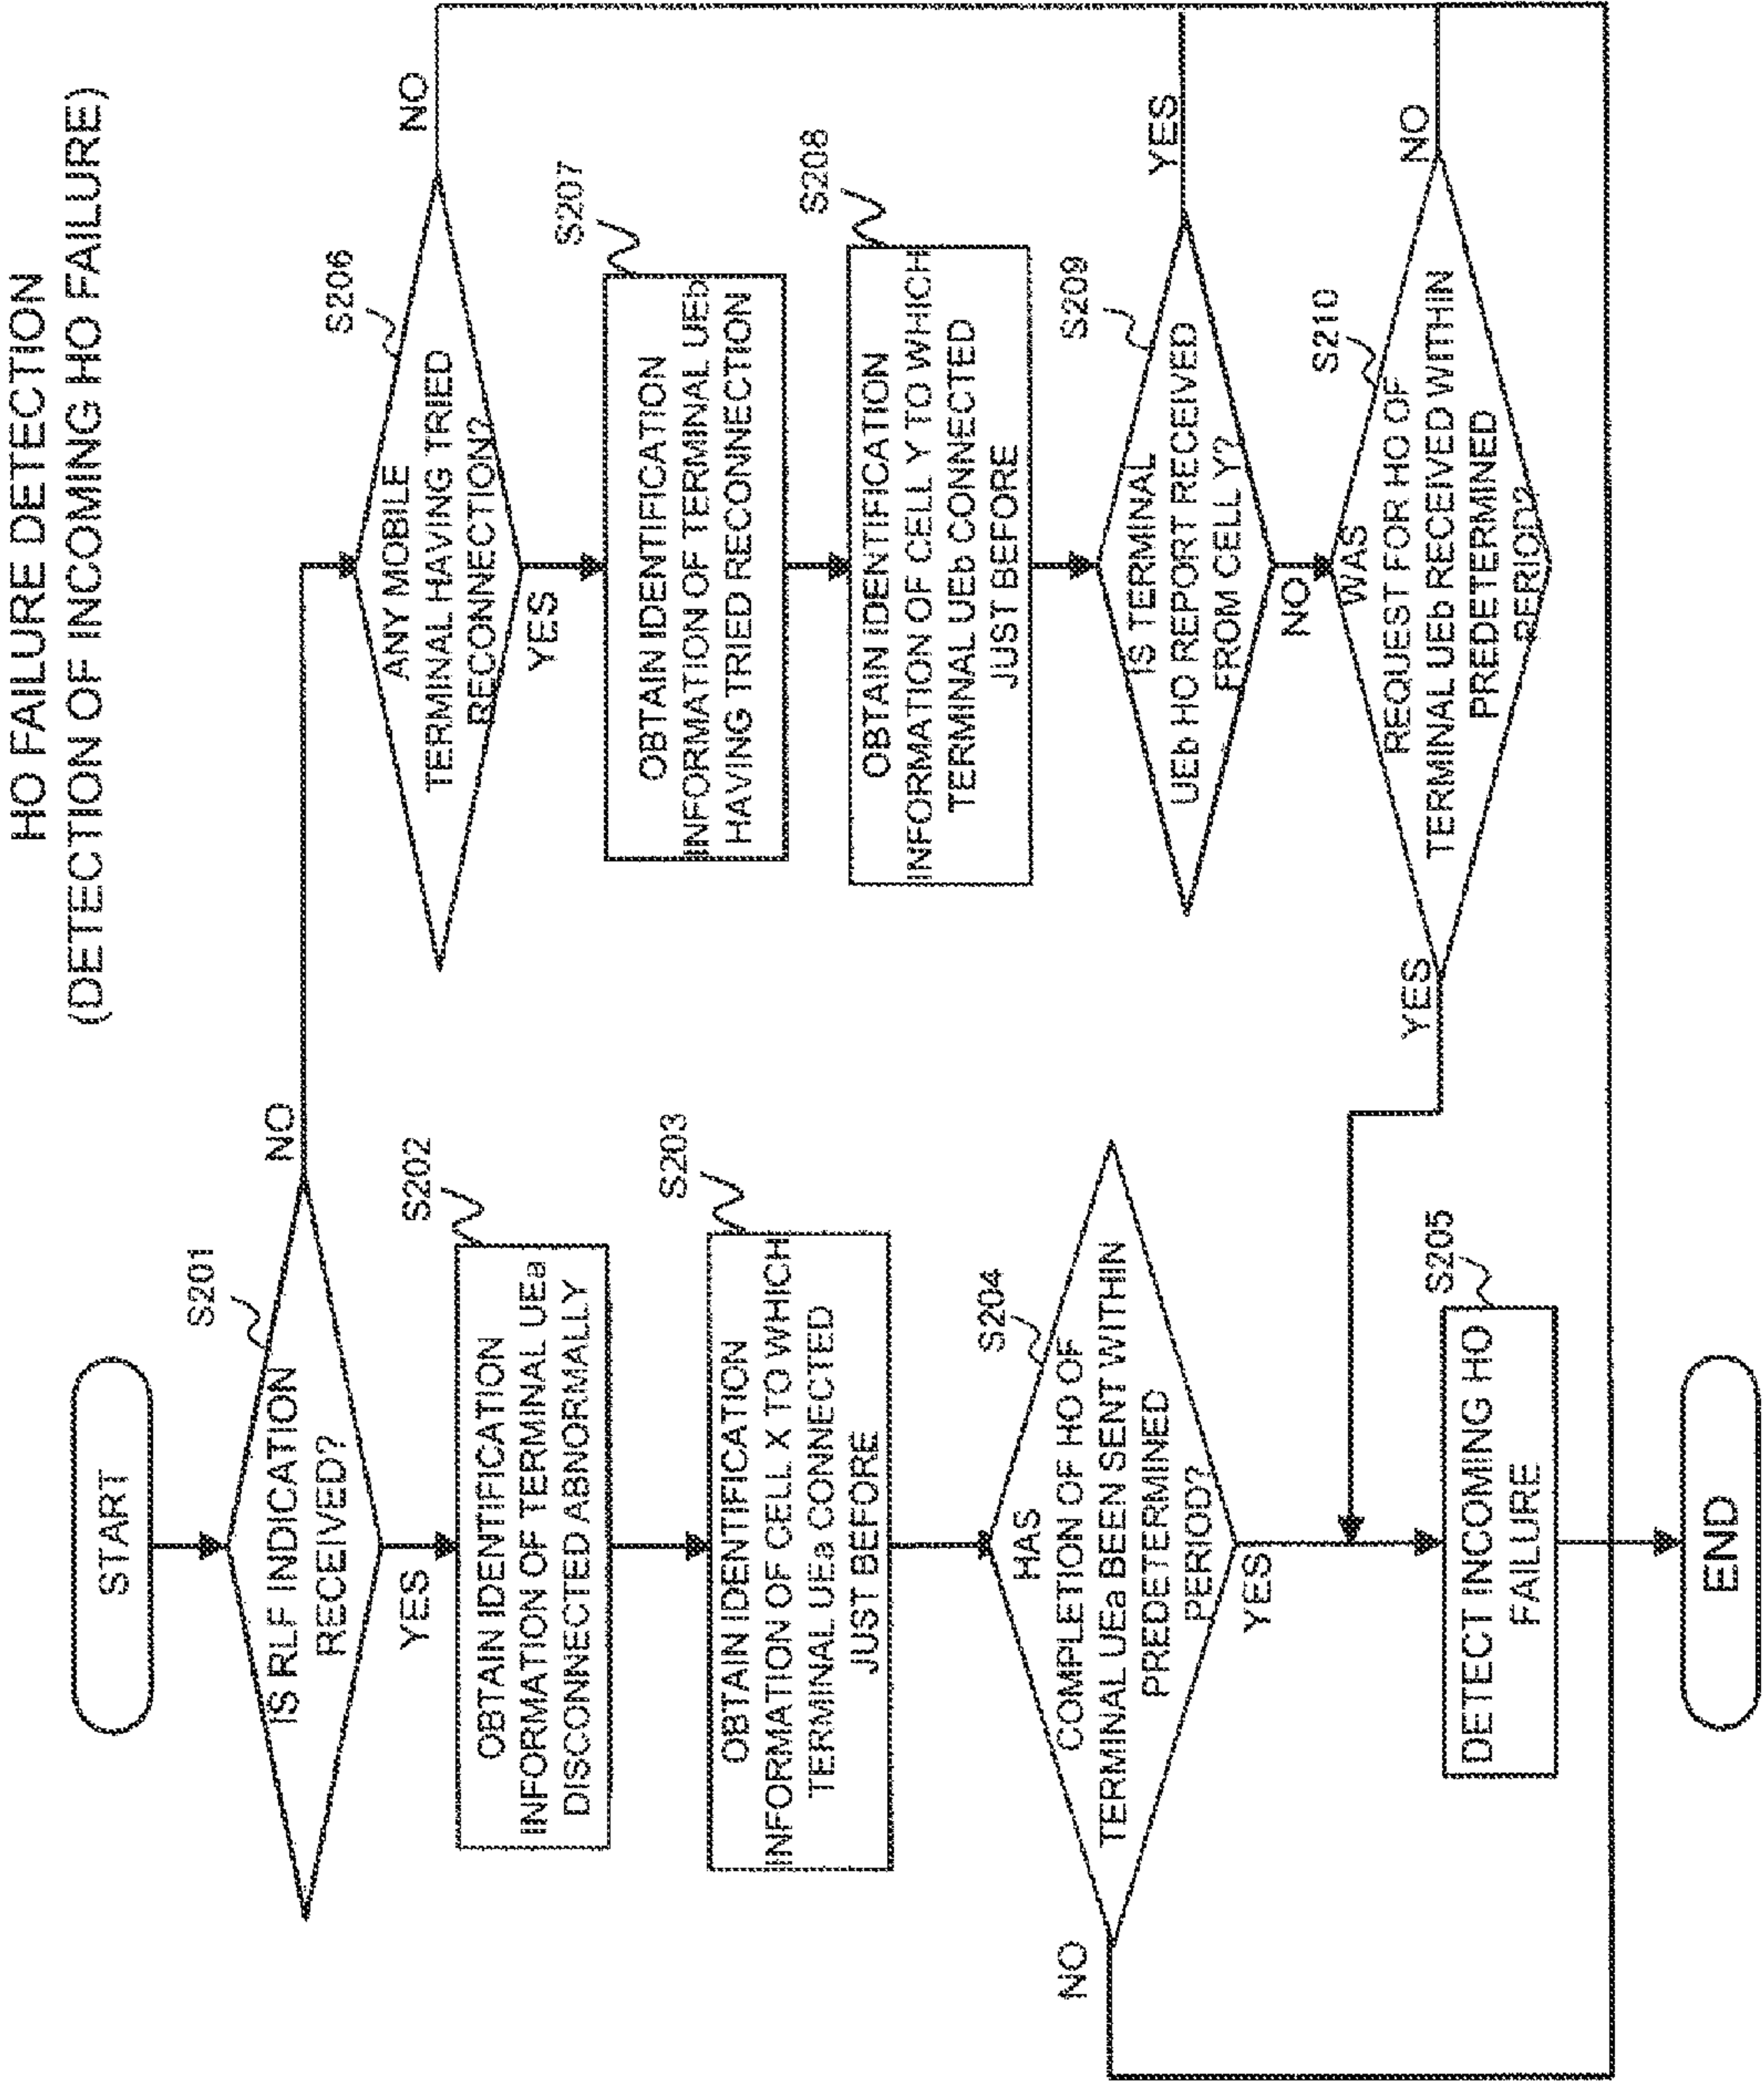 HO FAILURE DETECTION
(DETECTION OF INCOMING HO FAILURE)
START
S201
IS RLF INDICATION
RECEIVED?
NO
YES
S202
OBTAIN IDENTIFICATION
INFORMATION OF TERMINAL UEa
DISCONNECTED ABNORMALLY
S203
OBTAIN IDENTIFICATION
INFORMATION OF CELL X TO WHICH
TERMINAL UEa CONNECTED
JUST BEFORE
S204
HAS
COMPLETION OF HO OF
TERMINAL UEa BEEN SENT WITHIN
PREDETERMINED
PERIOD?
NO
YES
S205
DETECT INCOMING HO
FAILURE
END
S206
ANY MOBILE
TERMINAL HAVING TRIED
RECONNECTION?
NO
YES
S207
OBTAIN IDENTIFICATION
INFORMATION OF TERMINAL UEb
HAVING TRIED RECONNECTION
S208
OBTAIN IDENTIFICATION
INFORMATION OF CELL Y TO WHICH
TERMINAL UEb CONNECTED
JUST BEFORE
S209
IS TERMINAL
UEb HO REPORT RECEIVED
FROM CELL Y?
YES
NO
S210
WAS
REQUEST FOR HO OF
TERMINAL UEb RECEIVED WITHIN
PREDETERMINED
PERIOD?
NO
YES